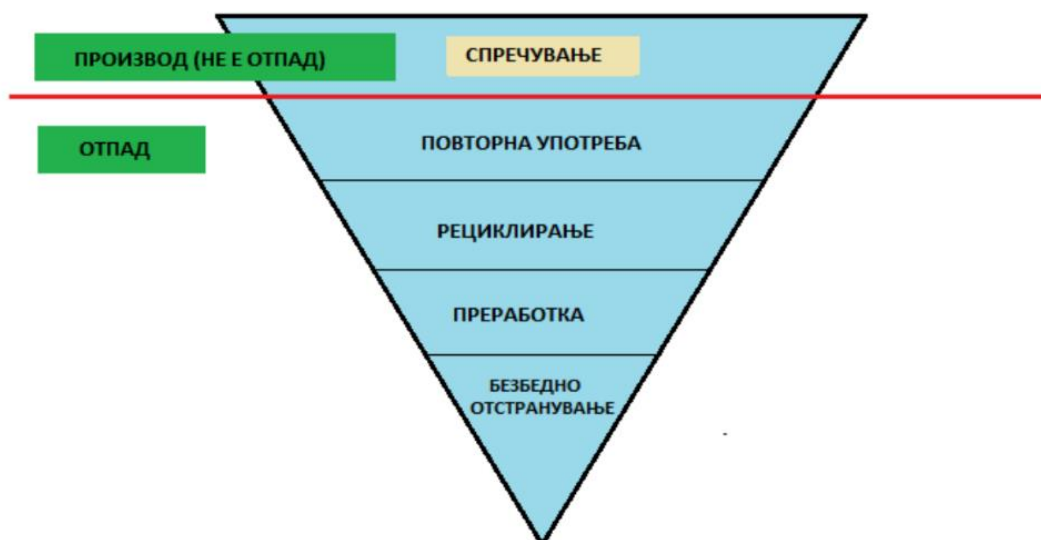 ПРОИЗВОД (НЕ Е ОТПАД)
СПРЕЧУВАЊЕ
ОТПАД
ПОВТОРНА УПОТРЕБА
РЕЦИКЛИРАЊЕ
ПРЕРАБОТКА
БЕЗБЕДНО
ОТСТРАНУВАЊЕ